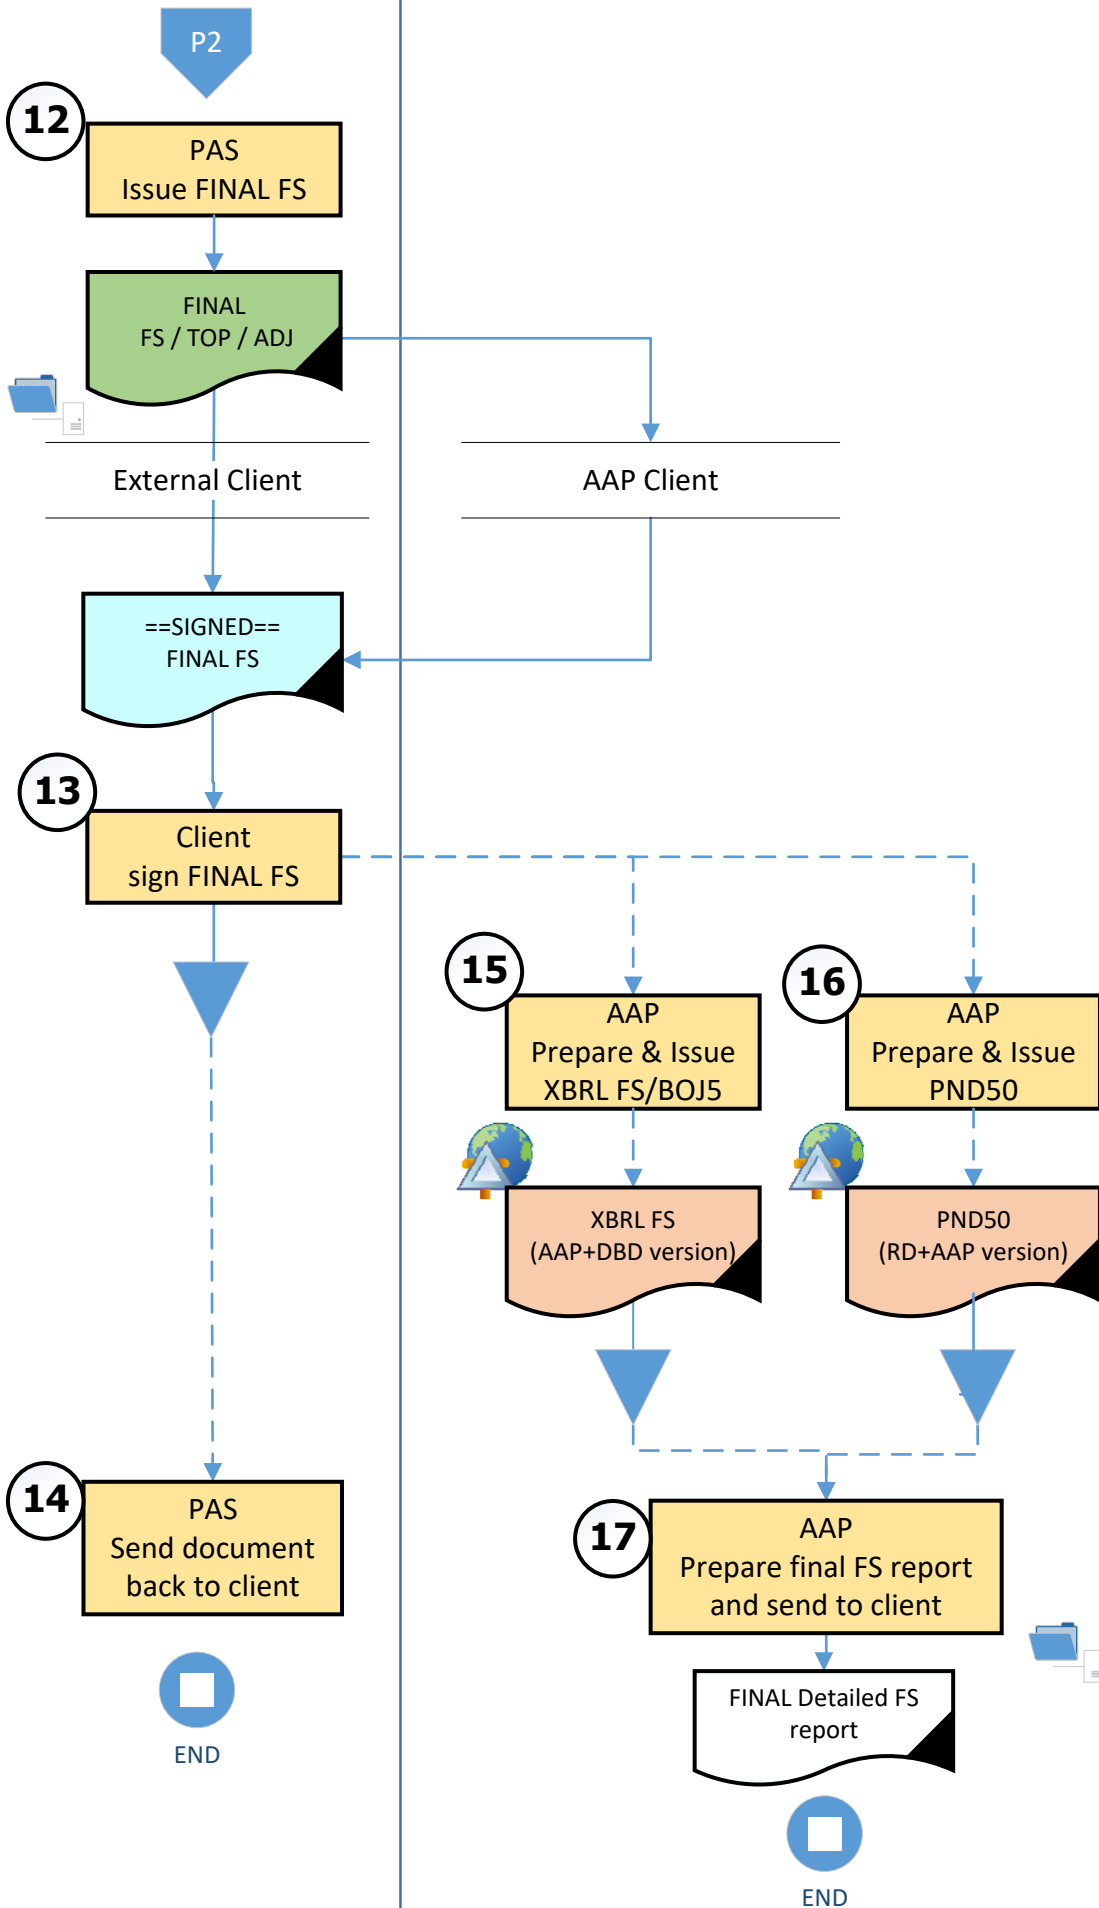 P2
12
PAS
Issue FINAL FS
FINAL
FS / TOP / ADJ
External Client
AAP Client
==SIGNED==
FINAL FS
13
Client
sign FINAL FS
15
AAP
Prepare & Issue
XBRL FS/BOJ5
16
AAP
Prepare & Issue
PND50
XBRL FS
(AAP+DBD version)
PND50
(RD+AAP version)
14
PAS
Send document
back to client
17
AAP
Prepare final FS report
and send to client
END
FINAL Detailed FS
report
END